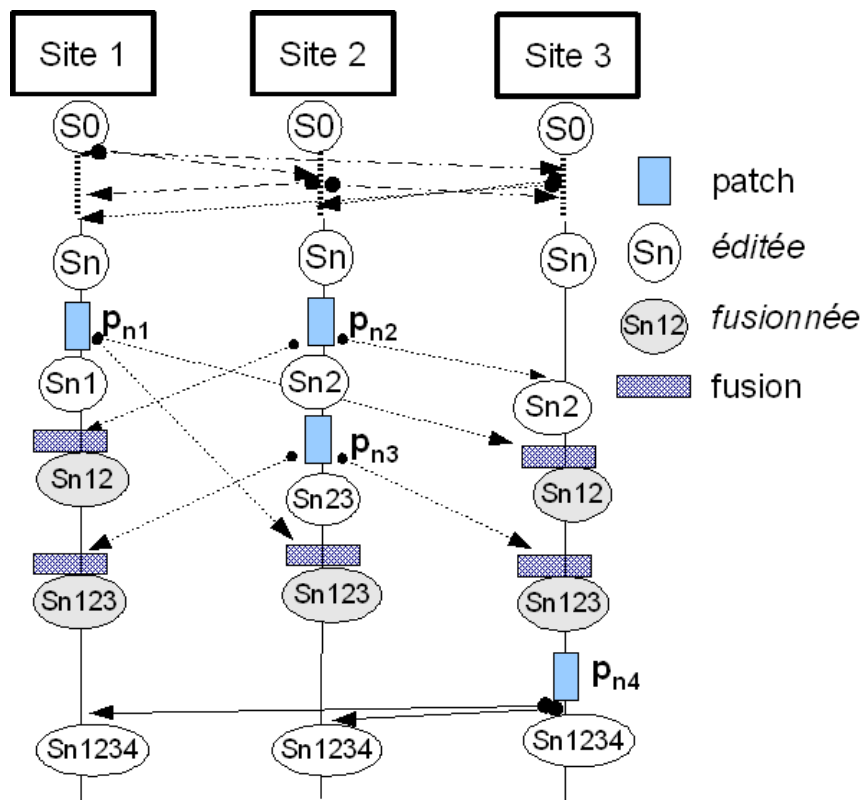 Site 1
Site 2
Site 3
S0
S0
S0
patch
Sn
Sn
Sn
Sn
éditée
pn1
pn2
Sn12
fusionnée
Sn1
Sn2
Sn2
fusion
pn3
Sn12
Sn12
Sn23
Sn123
Sn123
Sn123
pn4
Sn1234
Sn1234
Sn1234